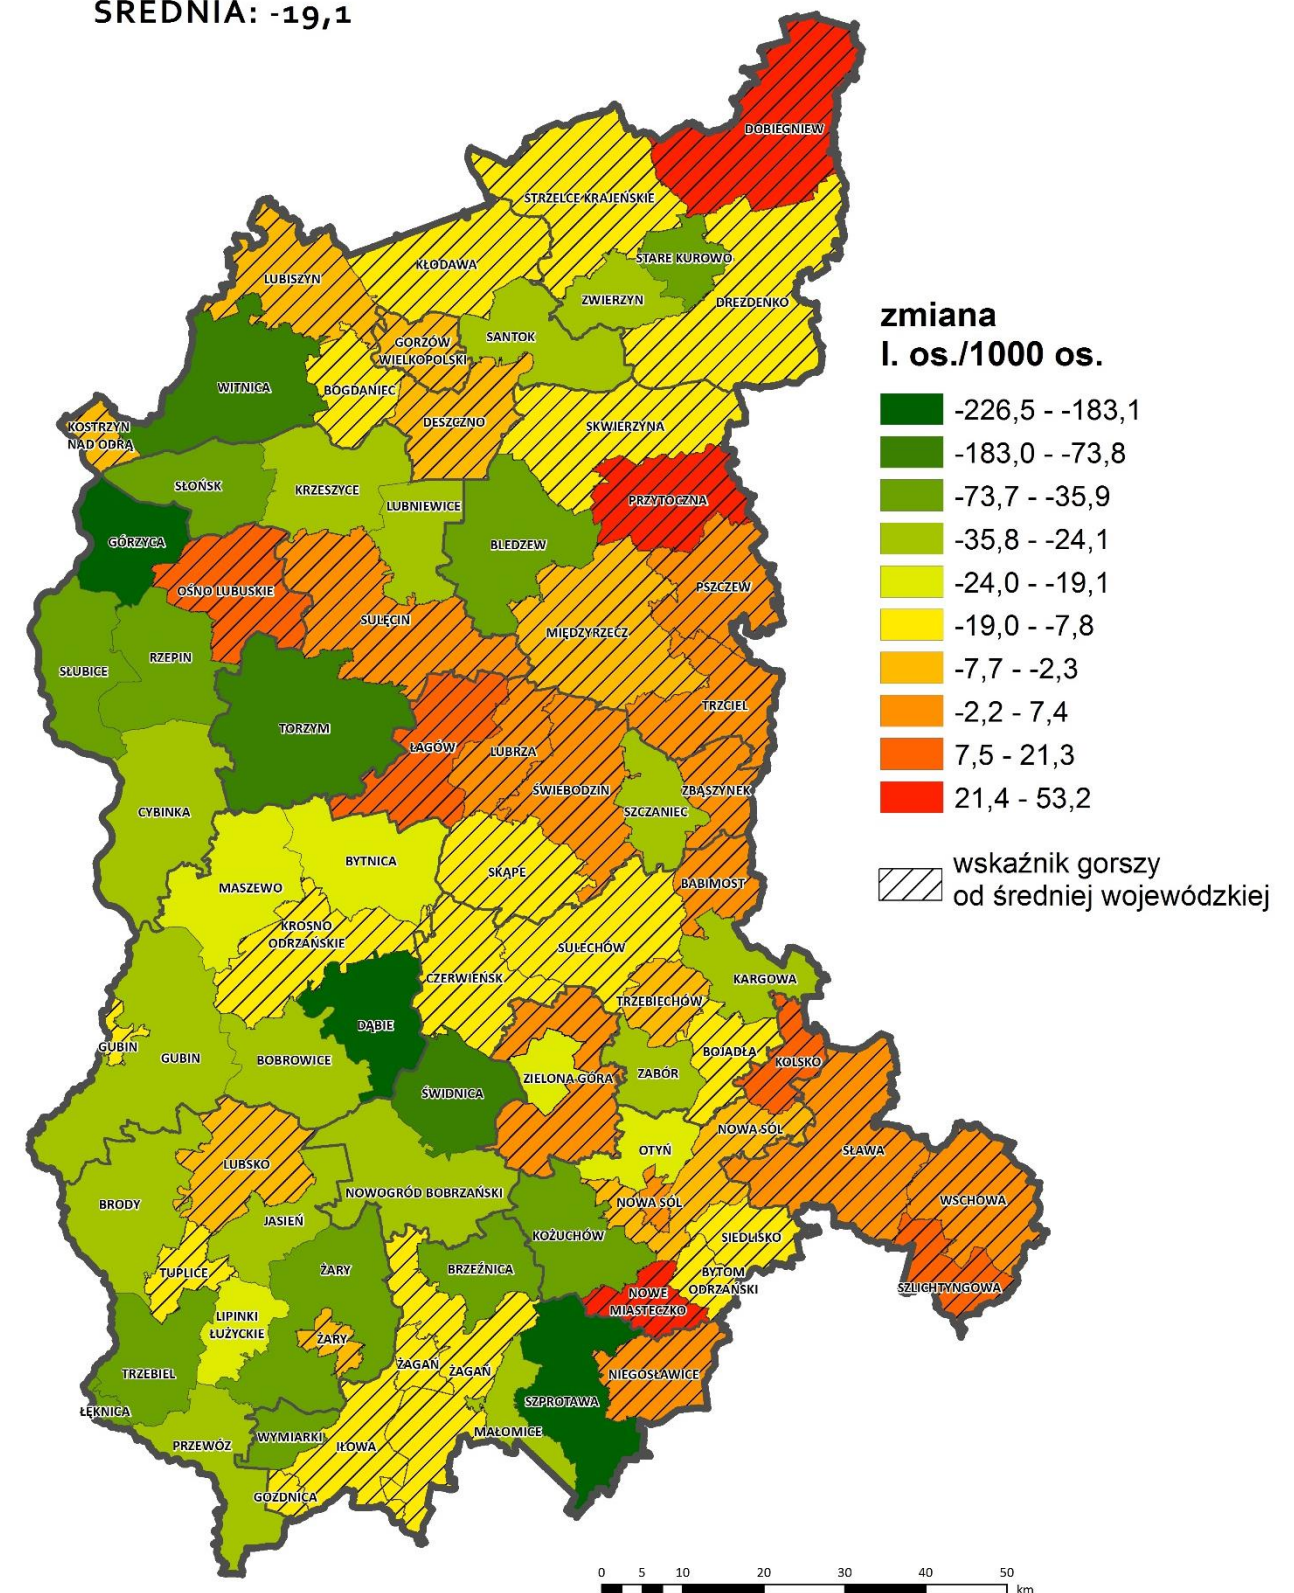 ŚREDNIA: -19,1
DOBIEGNIEW
STRZELCE KRAJEŃSKIE
STARE KUROWO
KŁODAWA
LUBISZYN
ZWIERZYN
DREZDENKO
SANTOK
GORZÓW
WIELKOPOLSKI
WITNICA
BOGDANIEC
DESZCZNO
SKWIERZYNA
KOSTRZYN
NAD ODRĄ
SŁOŃSK
KRZESZYCE
LUBNIEWICE
PRZYTOCZNA
GÓRZYCA
BLEDZEW
OŚNO LUBUSKIE
PSZCZEW
SULĘCIN
MIĘDZYRZECZ
SŁUBICE
RZEPIN
TRZCIEL
TORZYM
ŁAGÓW
LUBRZA
ŚWIEBODZIN
ZBĄSZYNEK
CYBINKA
SZCZANIEC
BYTNICA
SKĄPE
BABIMOST
MASZEWO
KROSNO
ODRZAŃSKIE
SULECHÓW
CZERWIEŃSK
KARGOWA
TRZEBIECHÓW
DĄBIE
GUBIN
GUBIN
BOBROWICE
BOJADŁA
KOLSKO
ZIELONA GÓRA
ZABÓR
ŚWIDNICA
NOWA SÓL
OTYŃ
SŁAWA
LUBSKO
NOWOGRÓD BOBRZAŃSKI
NOWA SÓL
WSCHOWA
BRODY
JASIEŃ
KOŻUCHÓW
SIEDLISKO
TUPLICE
ŻARY
BRZEŹNICA
BYTOM
ODRZAŃSKI
SZLICHTYNGOWA
NOWE
MIASTECZKO
LIPINKI
ŁUŻYCKIE
ŻARY
ŻAGAŃ
ŻAGAŃ
TRZEBIEL
NIEGOSŁAWICE
SZPROTAWA
ŁĘKNICA
MAŁOMICE
PRZEWÓZ
WYMIARKI
IŁOWA
GOZDNICA
zmiana
l. os./1000 os.
-226,5 - -183,1
-183,0 - -73,8
-73,7 - -35,9
-35,8 - -24,1
-24,0 - -19,1
-19,0 - -7,8
-7,7 - -2,3
-2,2 - 7,4
7,5 - 21,3
21,4 - 53,2
wskaźnik gorszy
od średniej wojewódzkiej
0 5 10 20 30 40 50
km